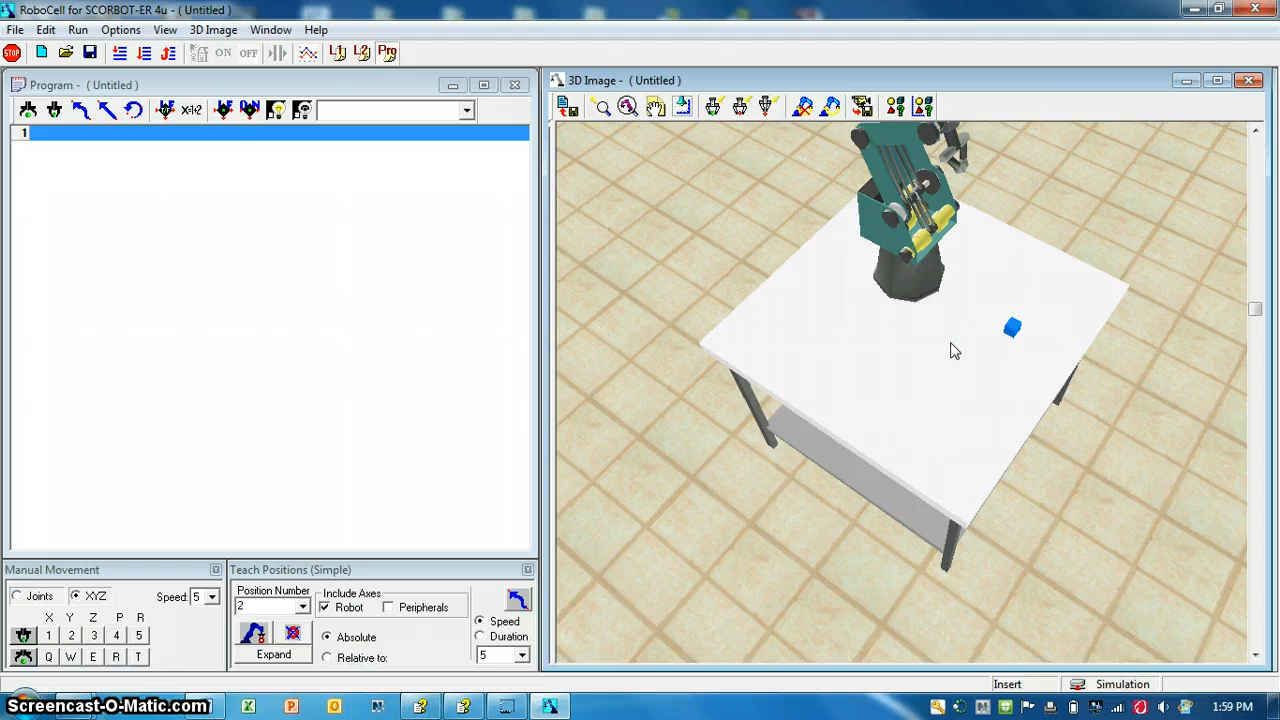 RoboCell for SCORBOT-ER 4u - ( Untitled )
File Edit Run Options View 3D Image Window Help
STOP ON OFF L1 L2 Prg
Program - ( Untitled )
3D Image - ( Untitled )
1
Manual Movement
Joints XYZ Speed: 5
X Y Z P R
1 2 3 4 5
Q W E R T
Teach Positions (Simple)
Position Number
2
Expand
Include Axes
Robot Peripherals
Absolute
Relative to:
Speed
Duration
5
Insert Simulation
Screencast-O-Matic.com
1:59 PM